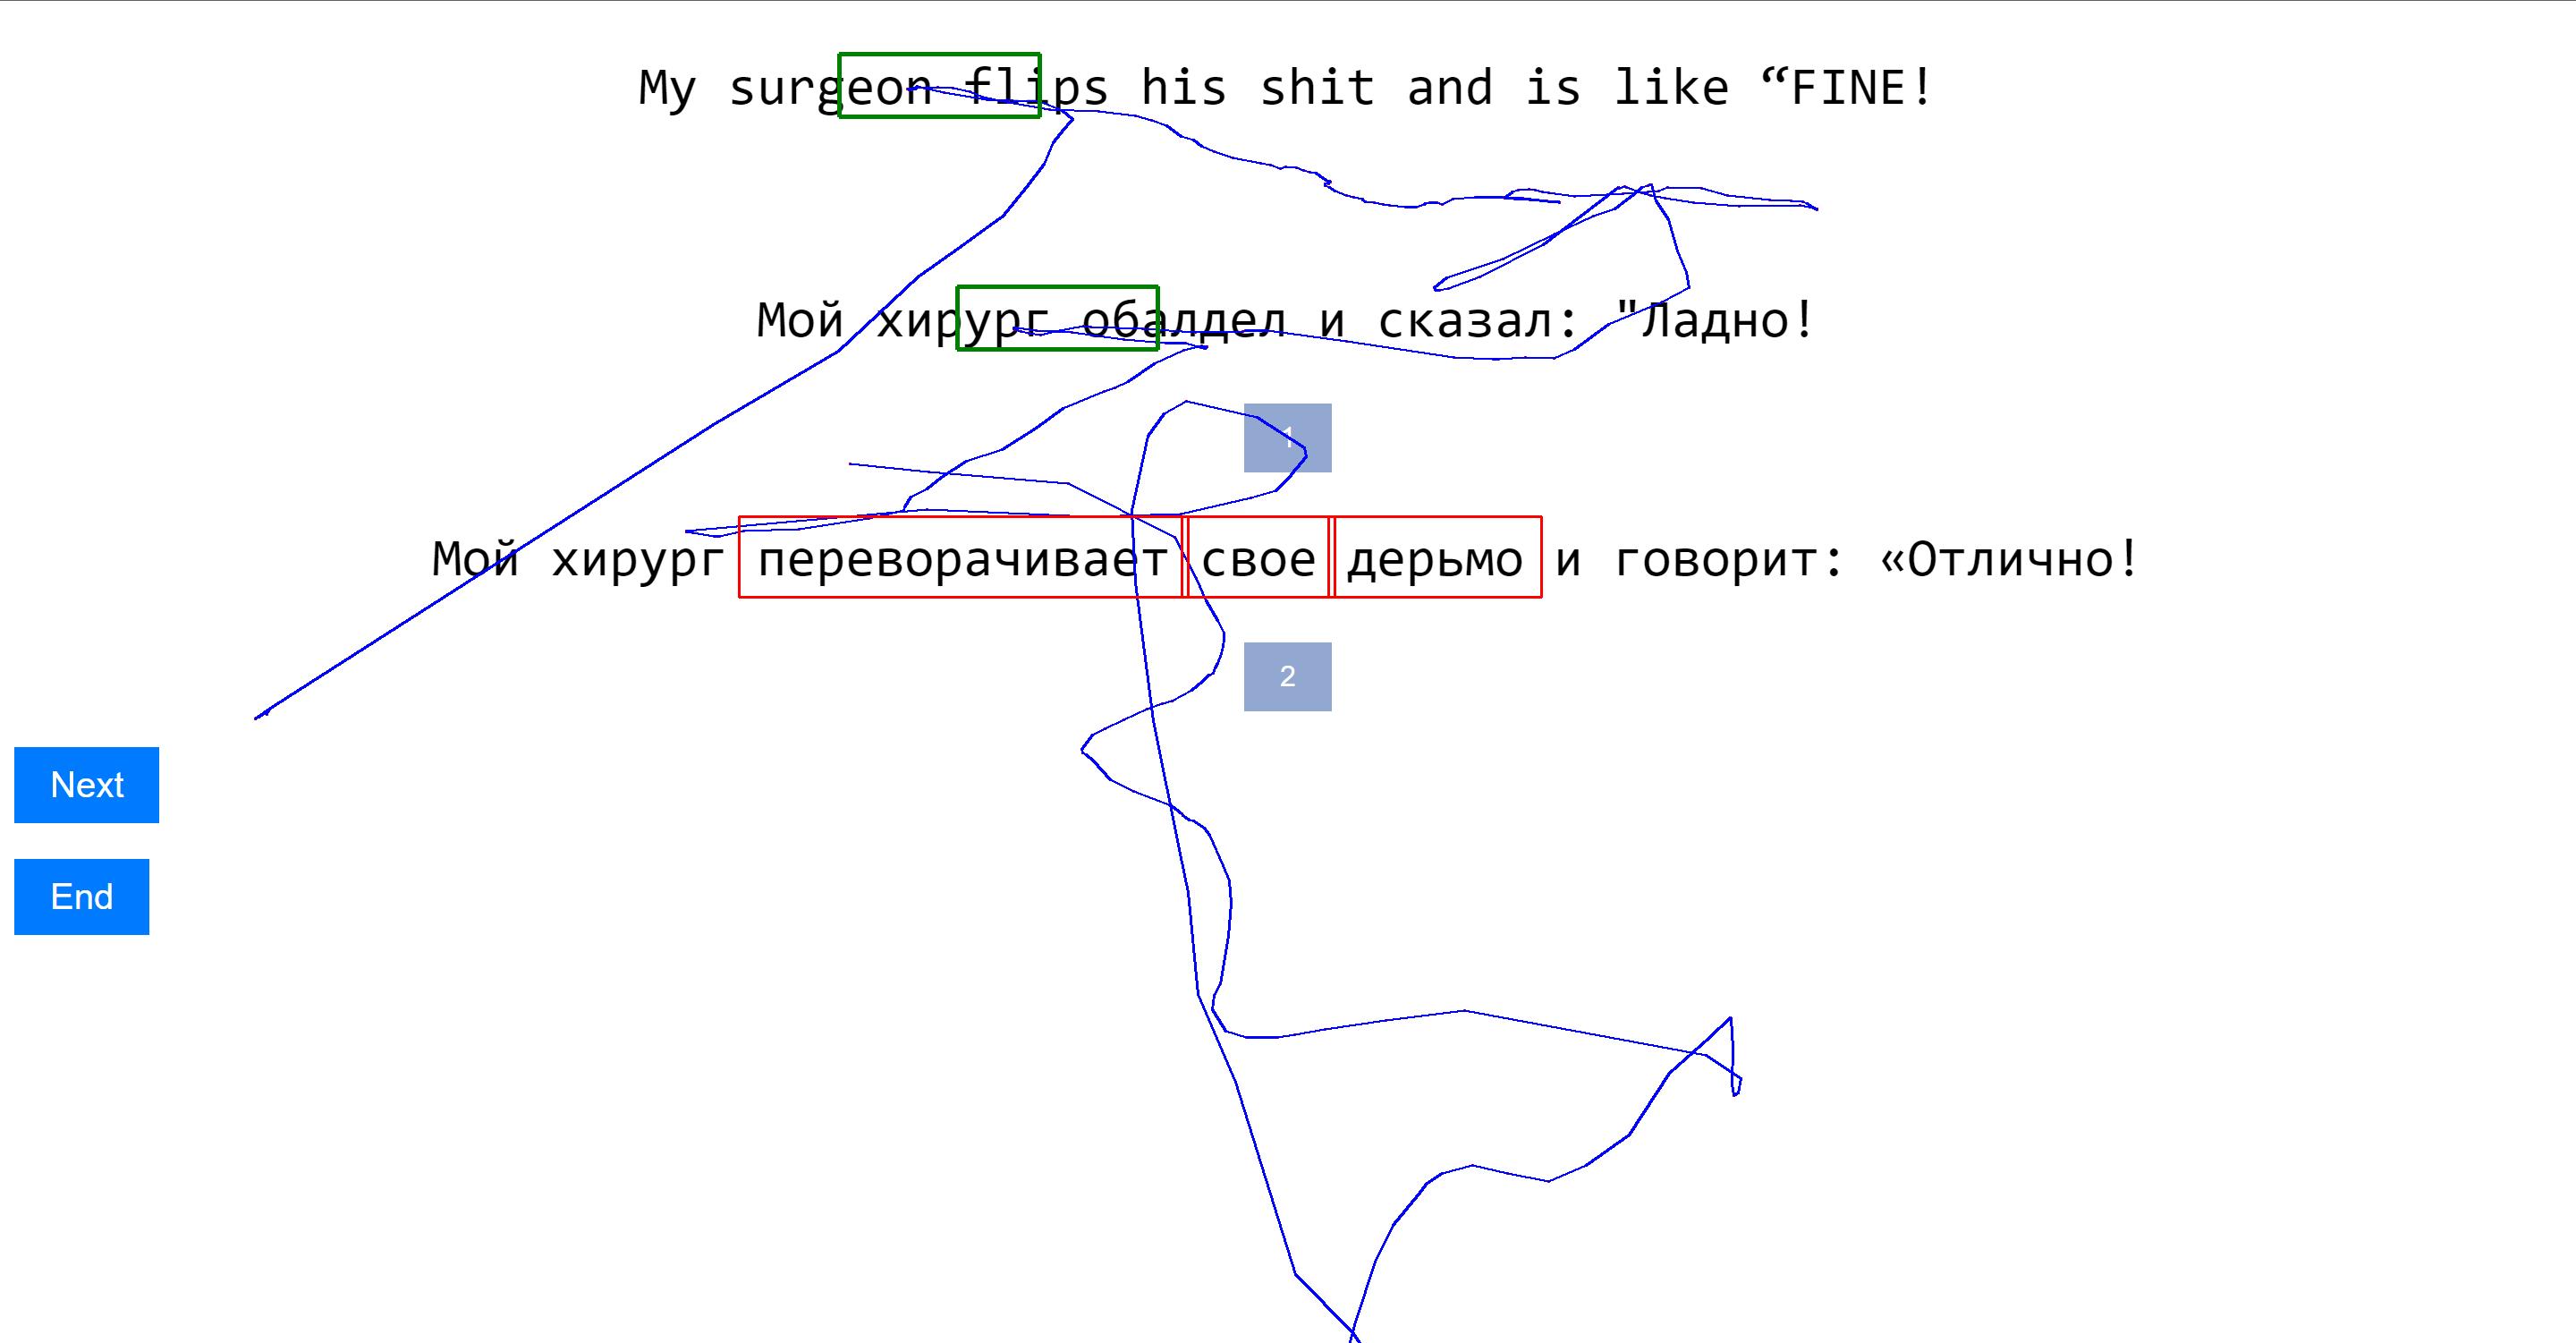 My surgeon flips his shit and is like “FINE!
Мой хирург обалдел и сказал: "Ладно!
1
Мой хирург переворачивает свое дерьмо и говорит: «Отлично!
2
Next
End